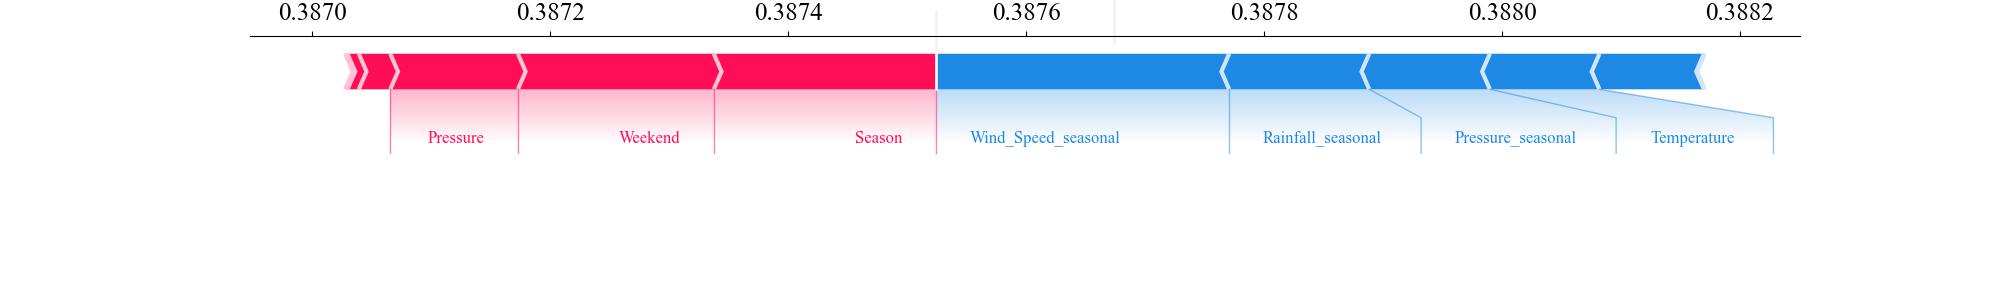 0.3870 0.3872 0.3874 0.3876 0.3878 0.3880 0.3882
Pressure Weekend Season Wind_Speed_seasonal Rainfall_seasonal Pressure_seasonal Temperature